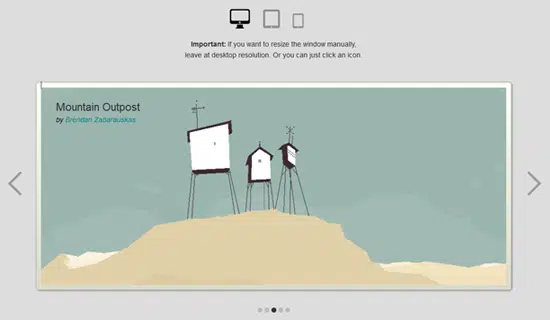 Important: If you want to resize the window manually,
leave at desktop resolution. Or you can just click an icon.
Mountain Outpost
by Brendan Zabarauskas